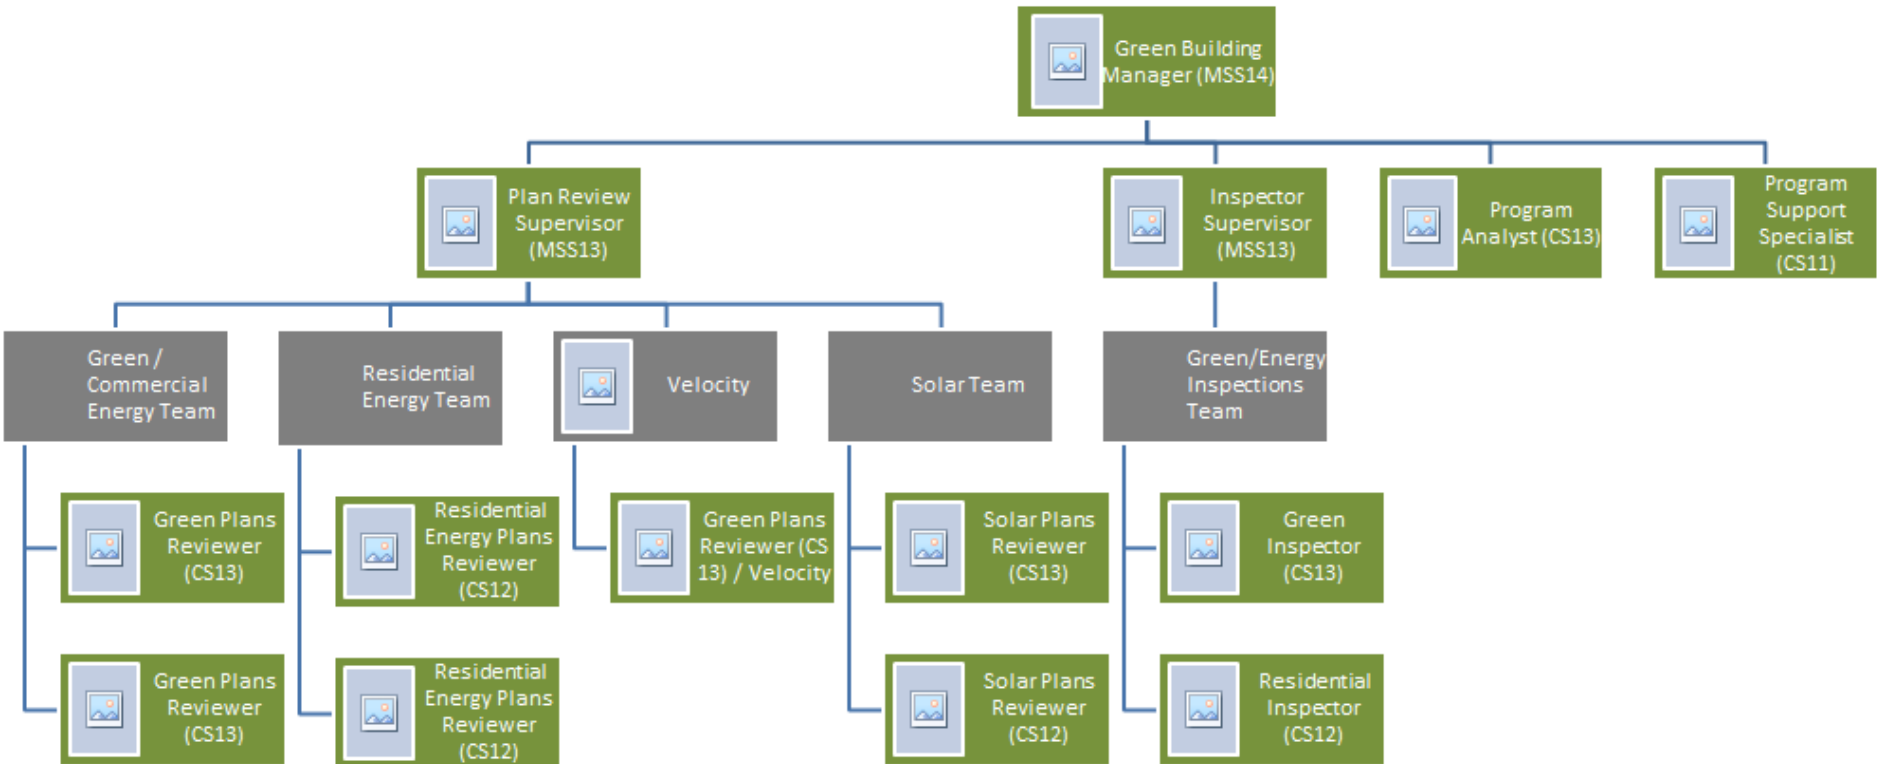 Green Building
Manager (MSS14)
Plan Review
Supervisor
(MSS13)
Inspector
Supervisor
(MSS13)
Program
Analyst (CS13)
Program
Support
Specialist
(CS11)
Green /
Commercial
Energy Team
Residential
Energy Team
Velocity
Solar Team
Green/Energy
Inspections
Team
Green Plans
Reviewer
(CS13)
Residential
Energy Plans
Reviewer
(CS12)
Green Plans
Reviewer (CS
13) / Velocity
Solar Plans
Reviewer
(CS13)
Green
Inspector
(CS13)
Green Plans
Reviewer
(CS13)
Residential
Energy Plans
Reviewer
(CS12)
Solar Plans
Reviewer
(CS12)
Residential
Inspector
(CS12)